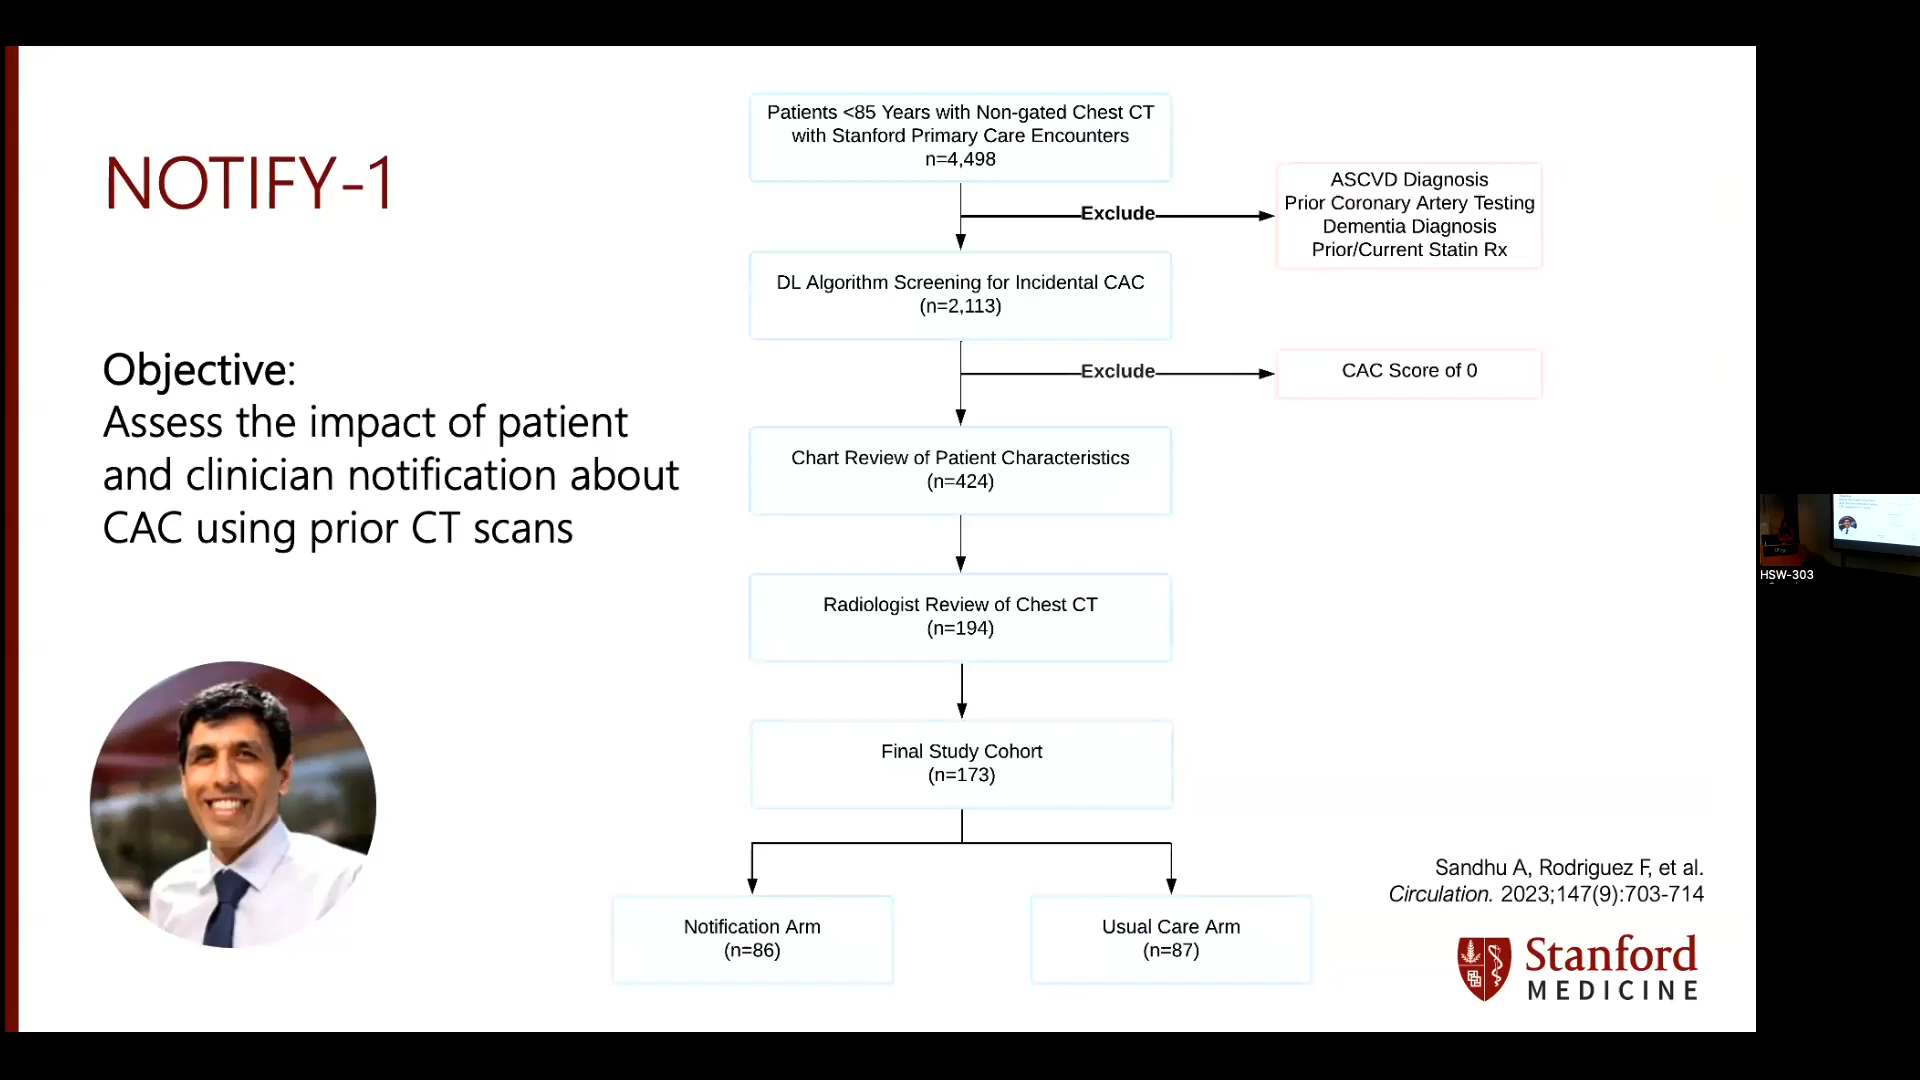 NOTIFY-1
Objective:
Assess the impact of patient
and clinician notification about
CAC using prior CT scans
Patients <85 Years with Non-gated Chest CT
with Stanford Primary Care Encounters
n=4,498
Exclude
ASCVD Diagnosis
Prior Coronary Artery Testing
Dementia Diagnosis
Prior/Current Statin Rx
DL Algorithm Screening for Incidental CAC
(n=2,113)
Exclude
CAC Score of 0
Chart Review of Patient Characteristics
(n=424)
Radiologist Review of Chest CT
(n=194)
Final Study Cohort
(n=173)
Notification Arm
(n=86)
Usual Care Arm
(n=87)
Sandhu A, Rodriguez F, et al.
Circulation. 2023;147(9):703-714
Stanford
MEDICINE
HSW-303